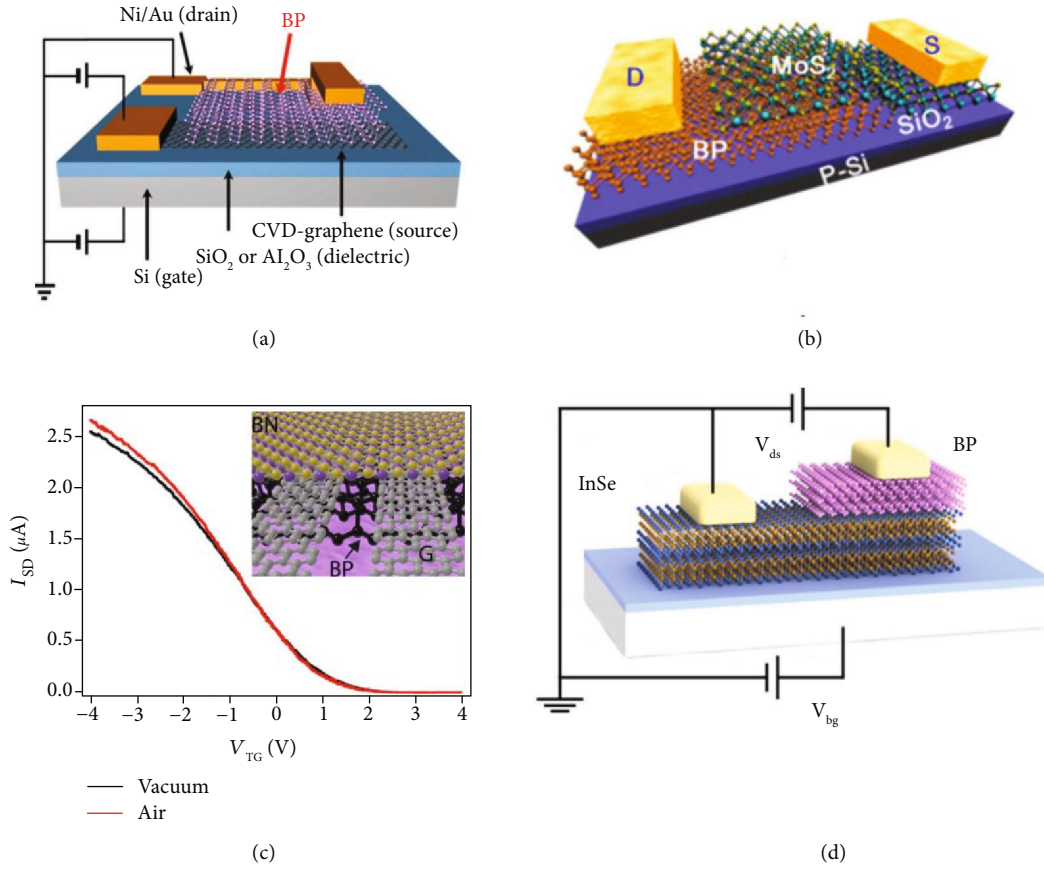 Ni/Au (drain)
BP
CVD-graphene (source)
SiO2 or AI2O3 (dielectric)
Si (gate)
(a)
D
MoS2
S
BP
SiO2
P-Si
(b)
2.5
2.0
1.5
1.0
0.5
0.0
ISD (μA)
BN
BP
G
−4
−3
−2
−1
0
1
2
3
4
VTG (V)
Vacuum
Air
(c)
Vds
BP
InSe
Vbg
(d)